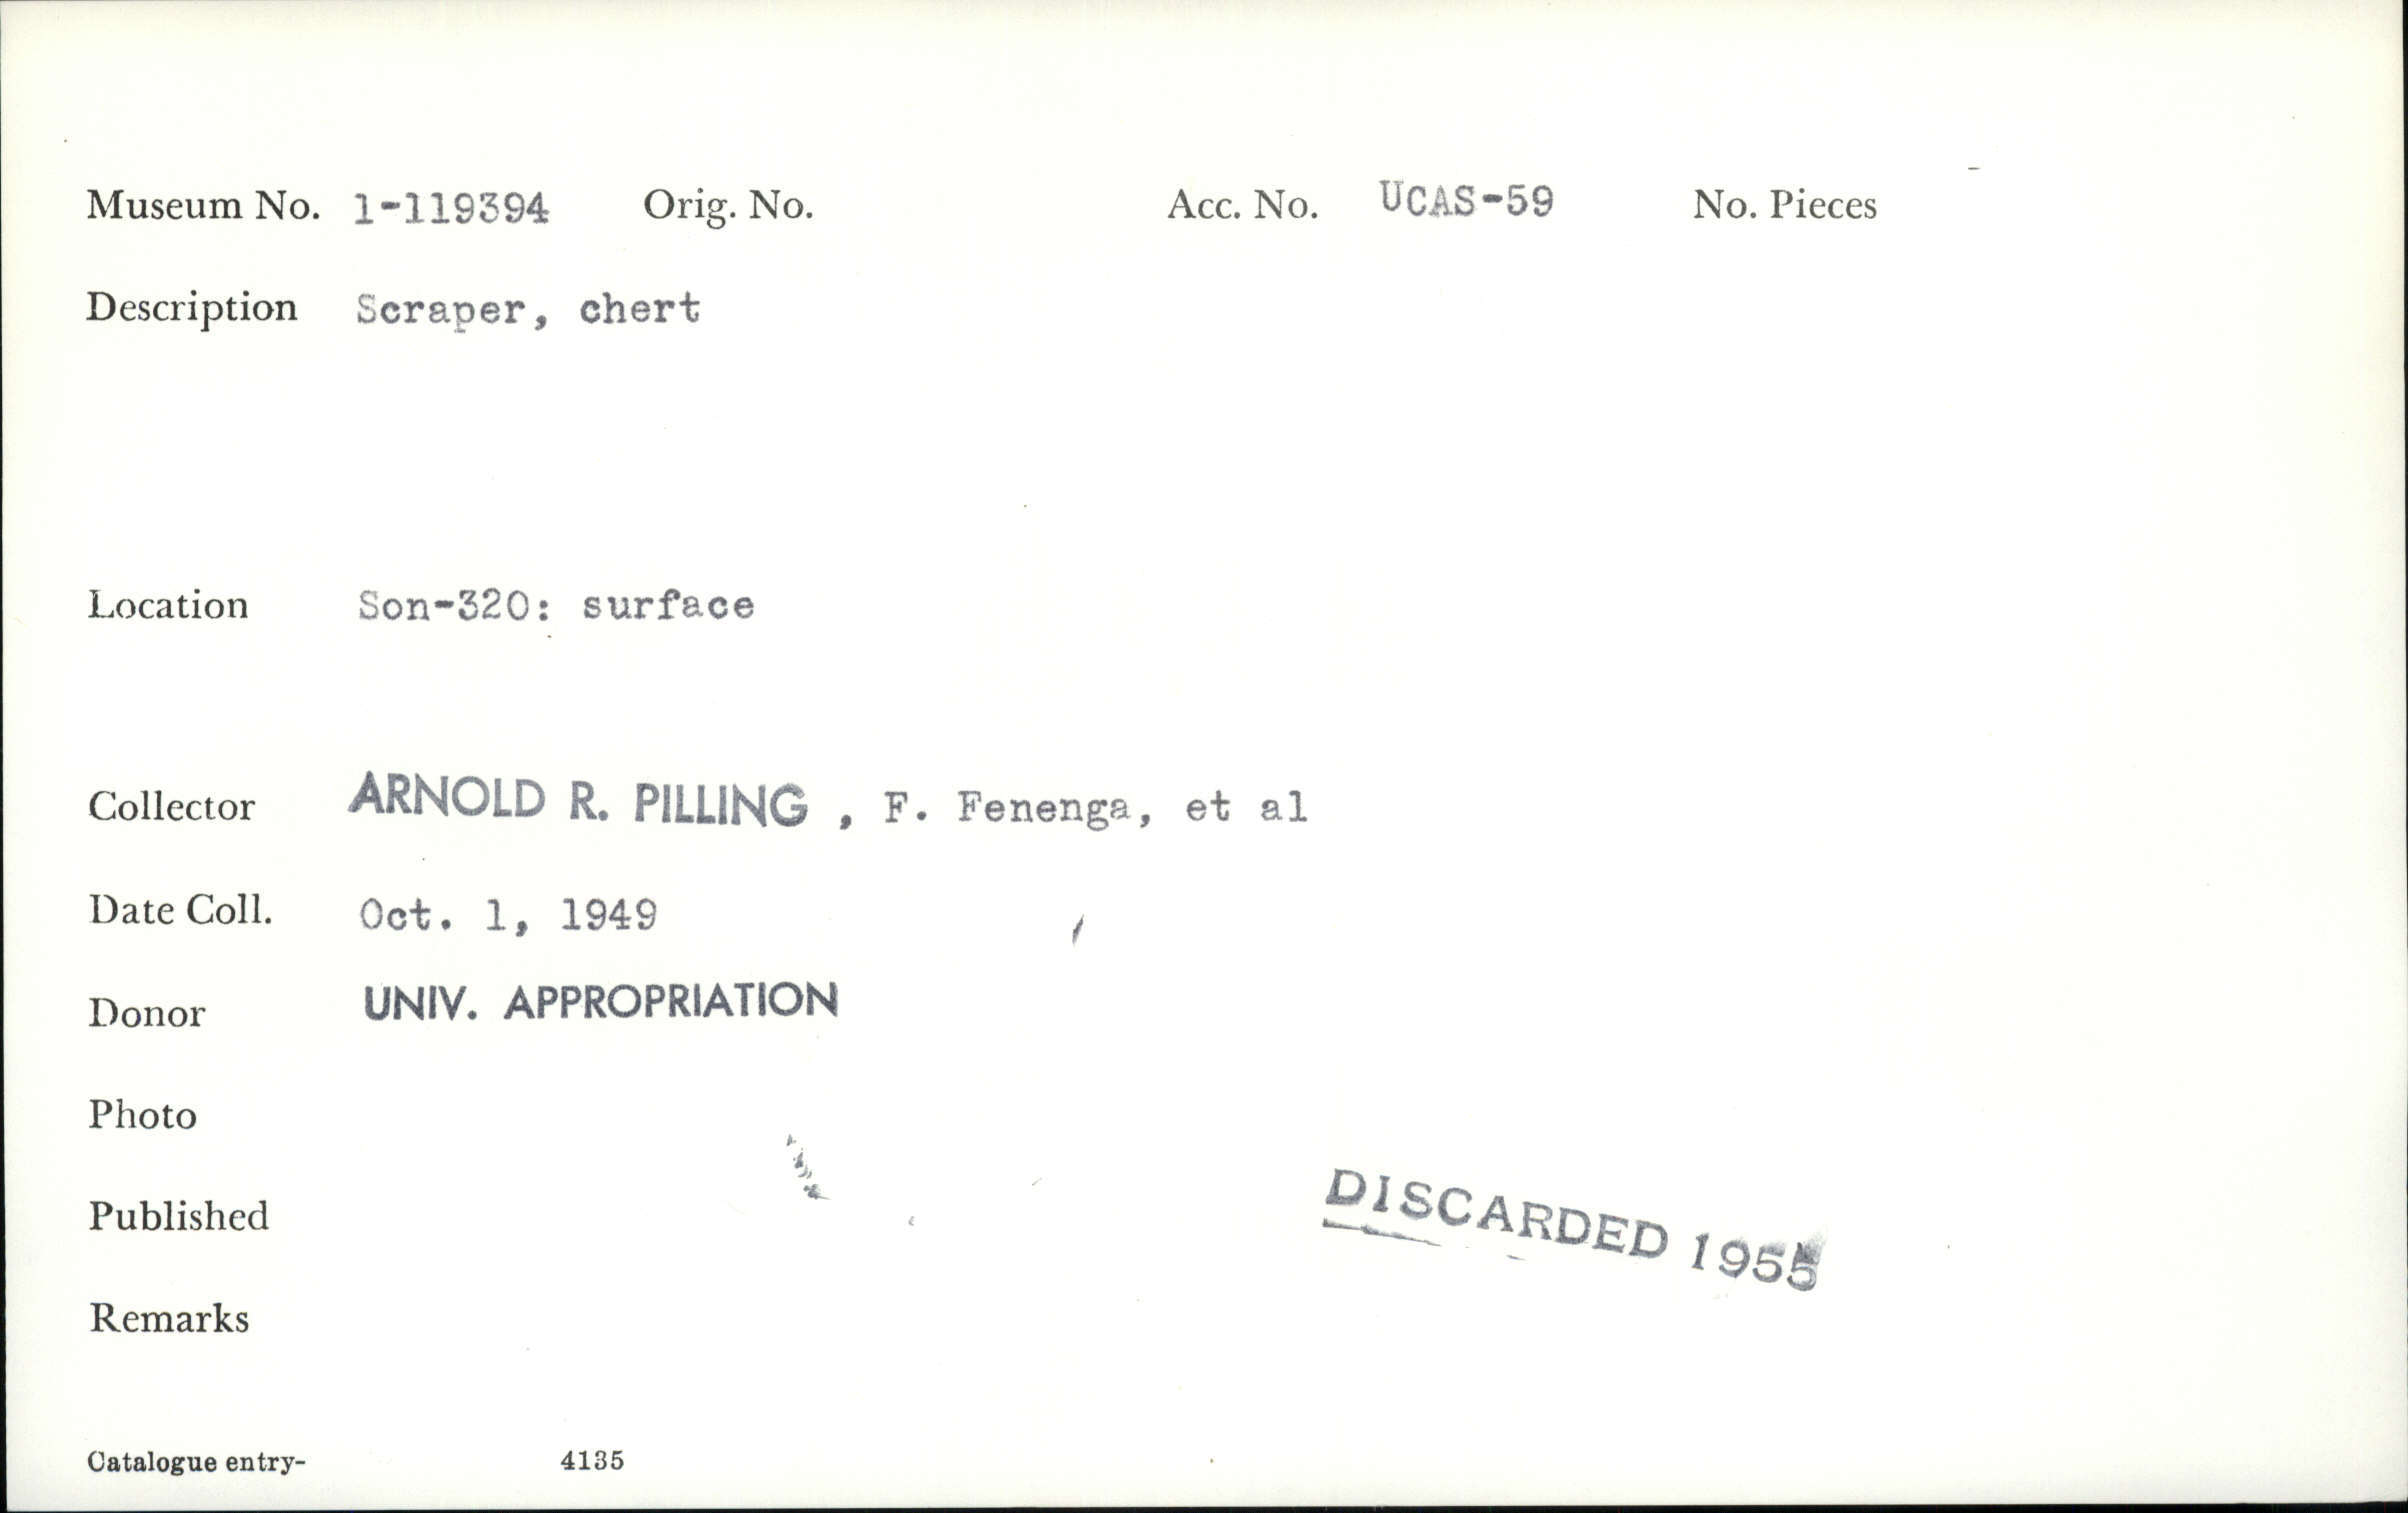 Museum No. 1-119394 Orig. No. Acc. No. UCAS-59 No. Pieces
Description Scraper, chert
Location Son-320: surface
Collector ARNOLD R. PILLING , F. Fenenga, et al
Date Coll. Oct. 1, 1949
Donor UNIV. APPROPRIATION
Photo
Published
DISCARDED 1955
Remarks
Catalogue entry- 4135